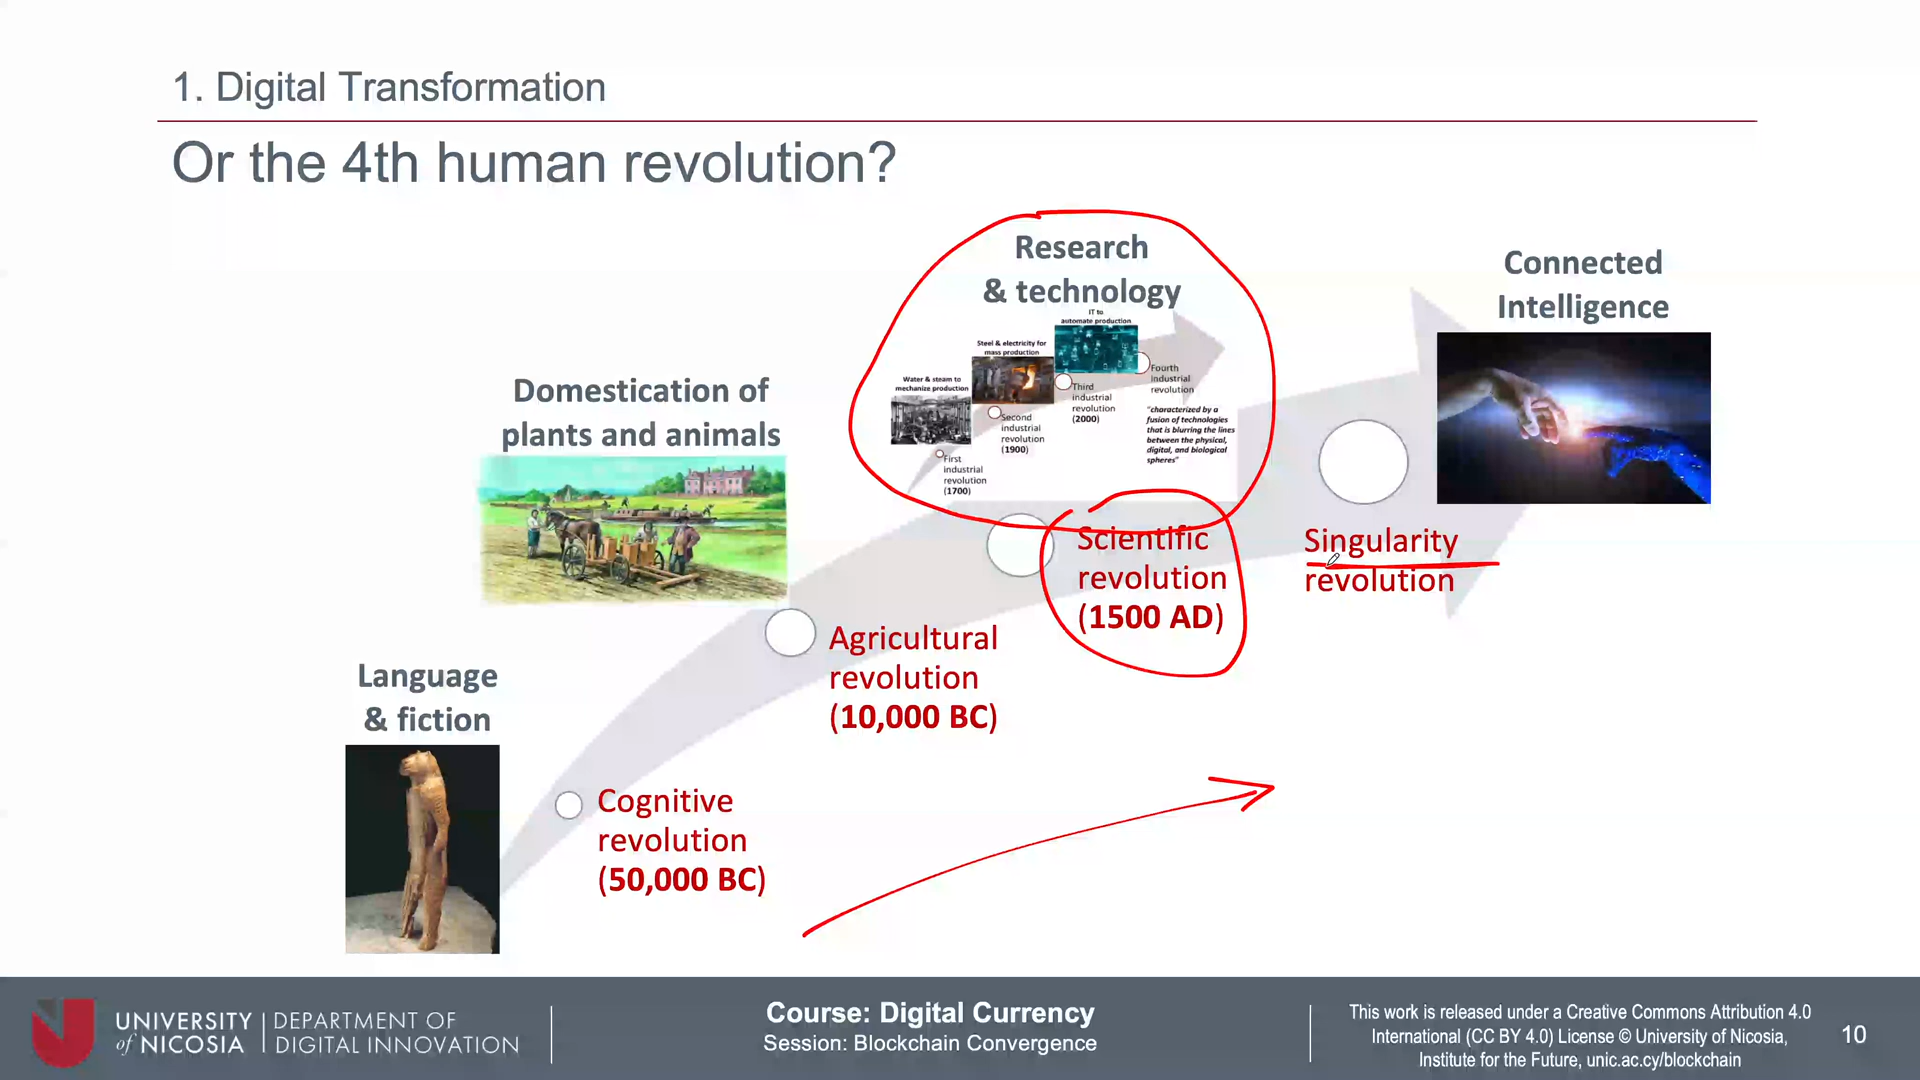 1. Digital Transformation
Or the 4th human revolution?
Language
& fiction
Cognitive
revolution
(50,000 BC)
Domestication of
plants and animals
Agricultural
revolution
(10,000 BC)
Research
& technology
Water & steam to
mechanize production
First
industrial
revolution
(1700)
Steel & electricity for
mass production
Second
industrial
revolution
(1900)
IT to
automate production
Third
industrial
revolution
(2000)
Fourth
industrial
revolution
"characterized by a
fusion of technologies
that is blurring the lines
between the physical,
digital, and biological
spheres"
Scientific
revolution
(1500 AD)
Connected
Intelligence
Singularity
revolution
UNIVERSITY
of NICOSIA
DEPARTMENT OF
DIGITAL INNOVATION
Course: Digital Currency
Session: Blockchain Convergence
This work is released under a Creative Commons Attribution 4.0
International (CC BY 4.0) License © University of Nicosia,
Institute for the Future, unic.ac.cy/blockchain
10